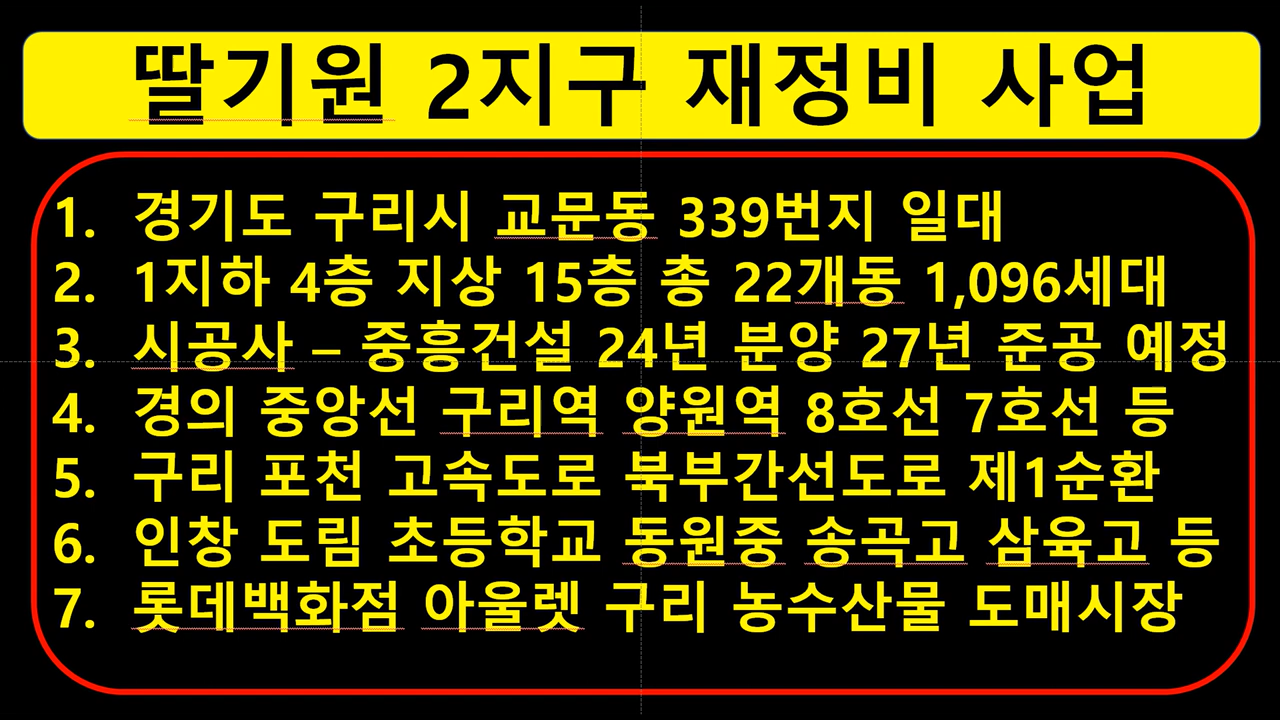 딸기원 2지구 재정비 사업
1. 경기도 구리시 교문동 339번지 일대
2. 1지하 4층 지상 15층 총 22개동 1,096세대
3. 시공사 – 중흥건설 24년 분양 27년 준공 예정
4. 경의 중앙선 구리역 양원역 8호선 7호선 등
5. 구리 포천 고속도로 북부간선도로 제1순환
6. 인창 도림 초등학교 동원중 송곡고 삼육고 등
7. 롯데백화점 아울렛 구리 농수산물 도매시장